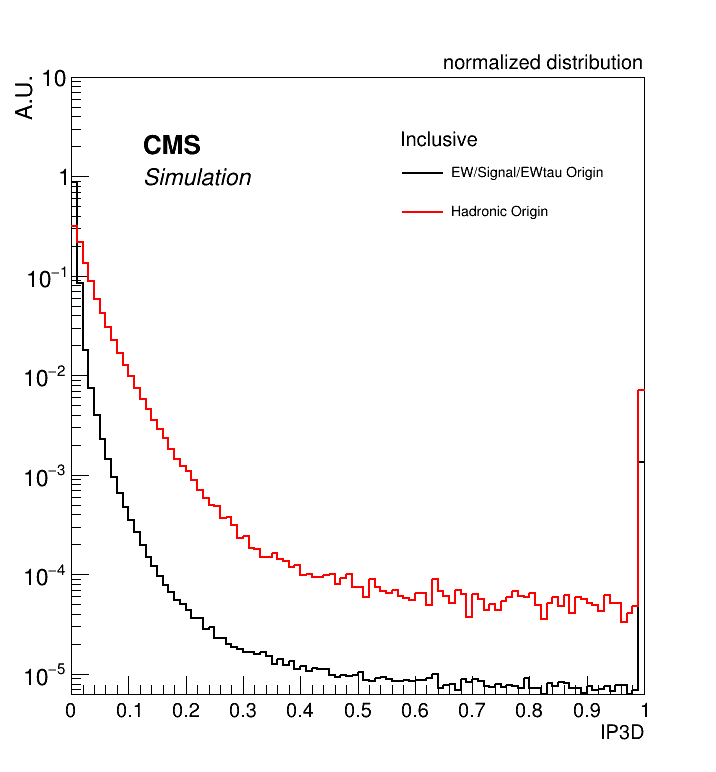 normalized distribution
A.U.
10
CMS
Inclusive
Simulation
EW/Signal/EWtau Origin
Hadronic Origin
1
10⁻¹
10⁻²
10⁻³
10⁻⁴
10⁻⁵
0 0.1 0.2 0.3 0.4 0.5 0.6 0.7 0.8 0.9 1
IP3D